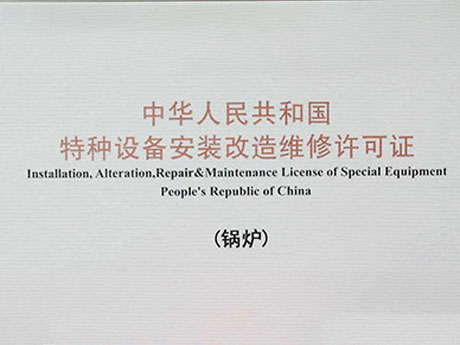 中华人民共和国
特种设备安装改造维修许可证
Installation, Alteration,Repair&Maintenance License of Special Equipment
People's Republic of China
(锅炉)